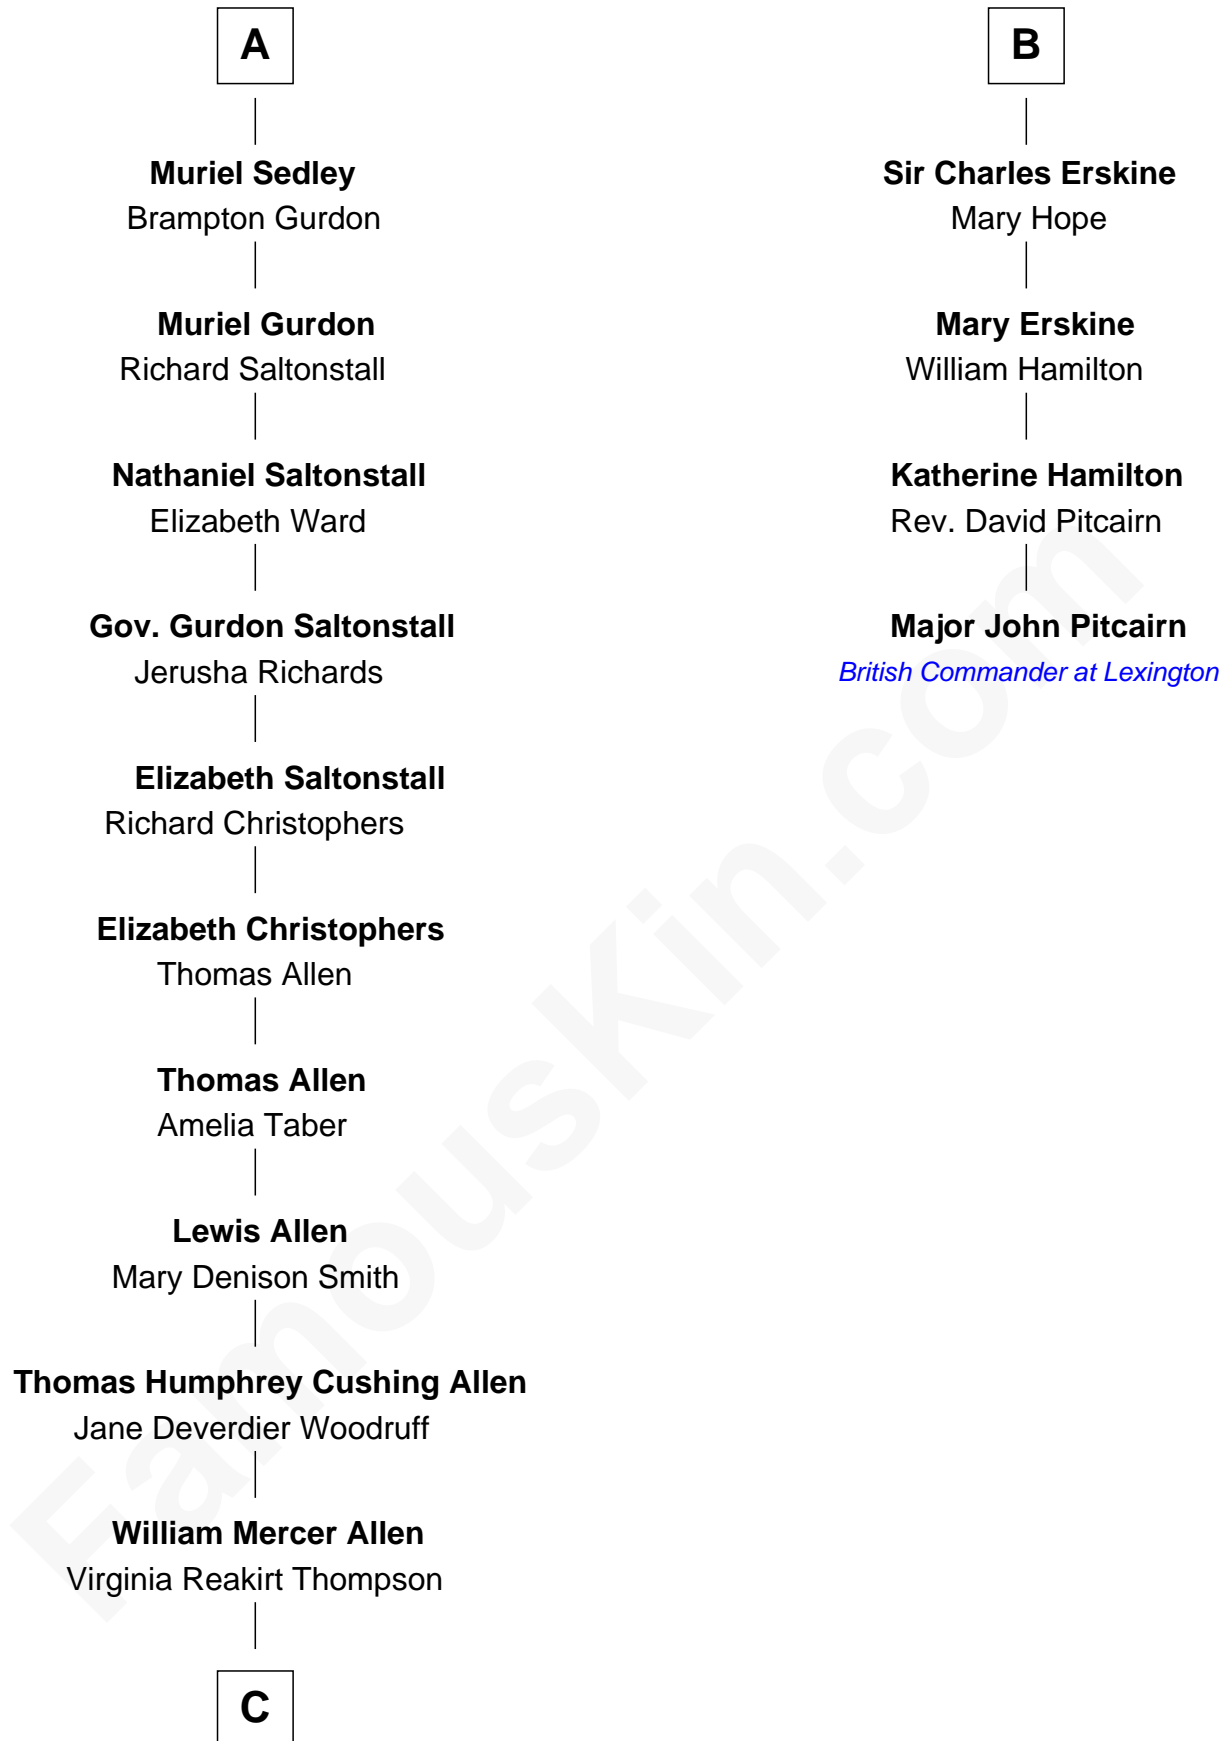 A
Muriel Sedley
Brampton Gurdon
Muriel Gurdon
Richard Saltonstall
Nathaniel Saltonstall
Elizabeth Ward
Gov. Gurdon Saltonstall
Jerusha Richards
Elizabeth Saltonstall
Richard Christophers
Elizabeth Christophers
Thomas Allen
Thomas Allen
Amelia Taber
Lewis Allen
Mary Denison Smith
Thomas Humphrey Cushing Allen
Jane Deverdier Woodruff
William Mercer Allen
Virginia Reakirt Thompson
C
B
Sir Charles Erskine
Mary Hope
Mary Erskine
William Hamilton
Katherine Hamilton
Rev. David Pitcairn
Major John Pitcairn
British Commander at Lexington
FamousKin.com